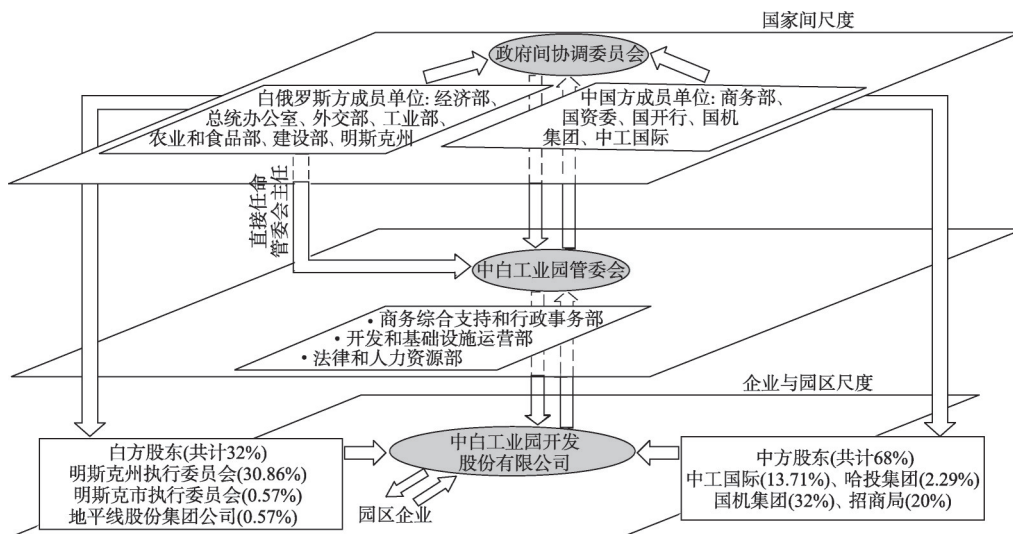 国家间尺度
政府间协调委员会
白俄罗斯方成员单位: 经济部、
总统办公室、外交部、工业部、
农业和食品部、建设部、明斯克州
中国方成员单位: 商务部、
国资委、国开行、国机
集团、中工国际
直接任命
管委会主任
中白工业园管委会
• 商务综合支持和行政事务部
• 开发和基础设施运营部
• 法律和人力资源部
企业与园区尺度
白方股东(共计32%)
明斯克州执行委员会(30.86%)
明斯克市执行委员会(0.57%)
地平线股份集团公司(0.57%)
中白工业园开发
股份有限公司
园区企业
中方股东(共计68%)
中工国际(13.71%)、哈投集团(2.29%)
国机集团(32%)、招商局(20%)